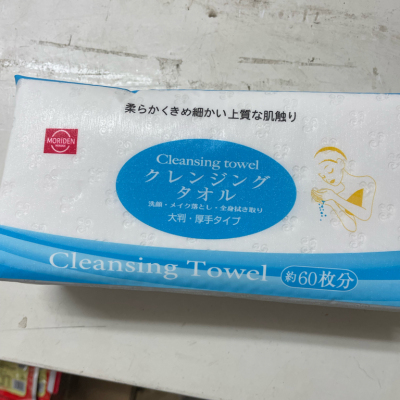 柔らかくきめ細かい上質な肌触り
MORIDEN
Cleansing towel
クレンジング
タオル
洗顔・メイク落とし・全身拭き取り
大判・厚手タイプ
Cleansing Towel 約60枚分